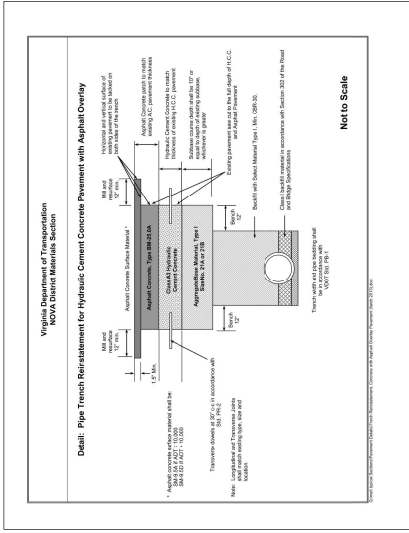 Virginia Department of Transportation
NOVA District Materials Section
Detail: Pipe Trench Reinstatement for Hydraulic Cement Concrete Pavement with Asphalt Overlay
Mill and
resurface
12" min.
Asphalt Concrete Surface Material *
Mill and
resurface
12" min.
Horizontal and vertical surface of
existing pavement to be tacked on
both sides of the trench
1.5" Min.
Asphalt Concrete, Type BM-25.0A
Asphalt Concrete patch to match
existing A.C. pavement thickness
* Asphalt concrete surface material shall be:
SM-9.5A if ADT < 10,000
SM-9.5D if ADT > 10,000
Class A3 Hydraulic
Cement Concrete
Hydraulic Cement Concrete to match
thickness of existing H.C.C. pavement
Transverse dowels at 30" c-c in accordance with
Std. PR-2
Aggregate Base Material, Type I
Size No. 21A or 21B
Subbase course depth shall be 10" or
equal to depth of existing subbase,
whichever is greater
Note: Longitudinal and Transverse Joints
shall match existing type, size and
location
Existing pavement saw cut to the full depth of H.C.C.
and Asphalt Pavement
Bench
12"
Bench
12"
Backfill with Select Material Type I, Min. CBR-30.
Class I backfill material in accordance with Section 302 of the Road
and Bridge Specifications
Trench width and pipe bedding shall
be in accordance with
VDOT Std. PB-1
Not to Scale